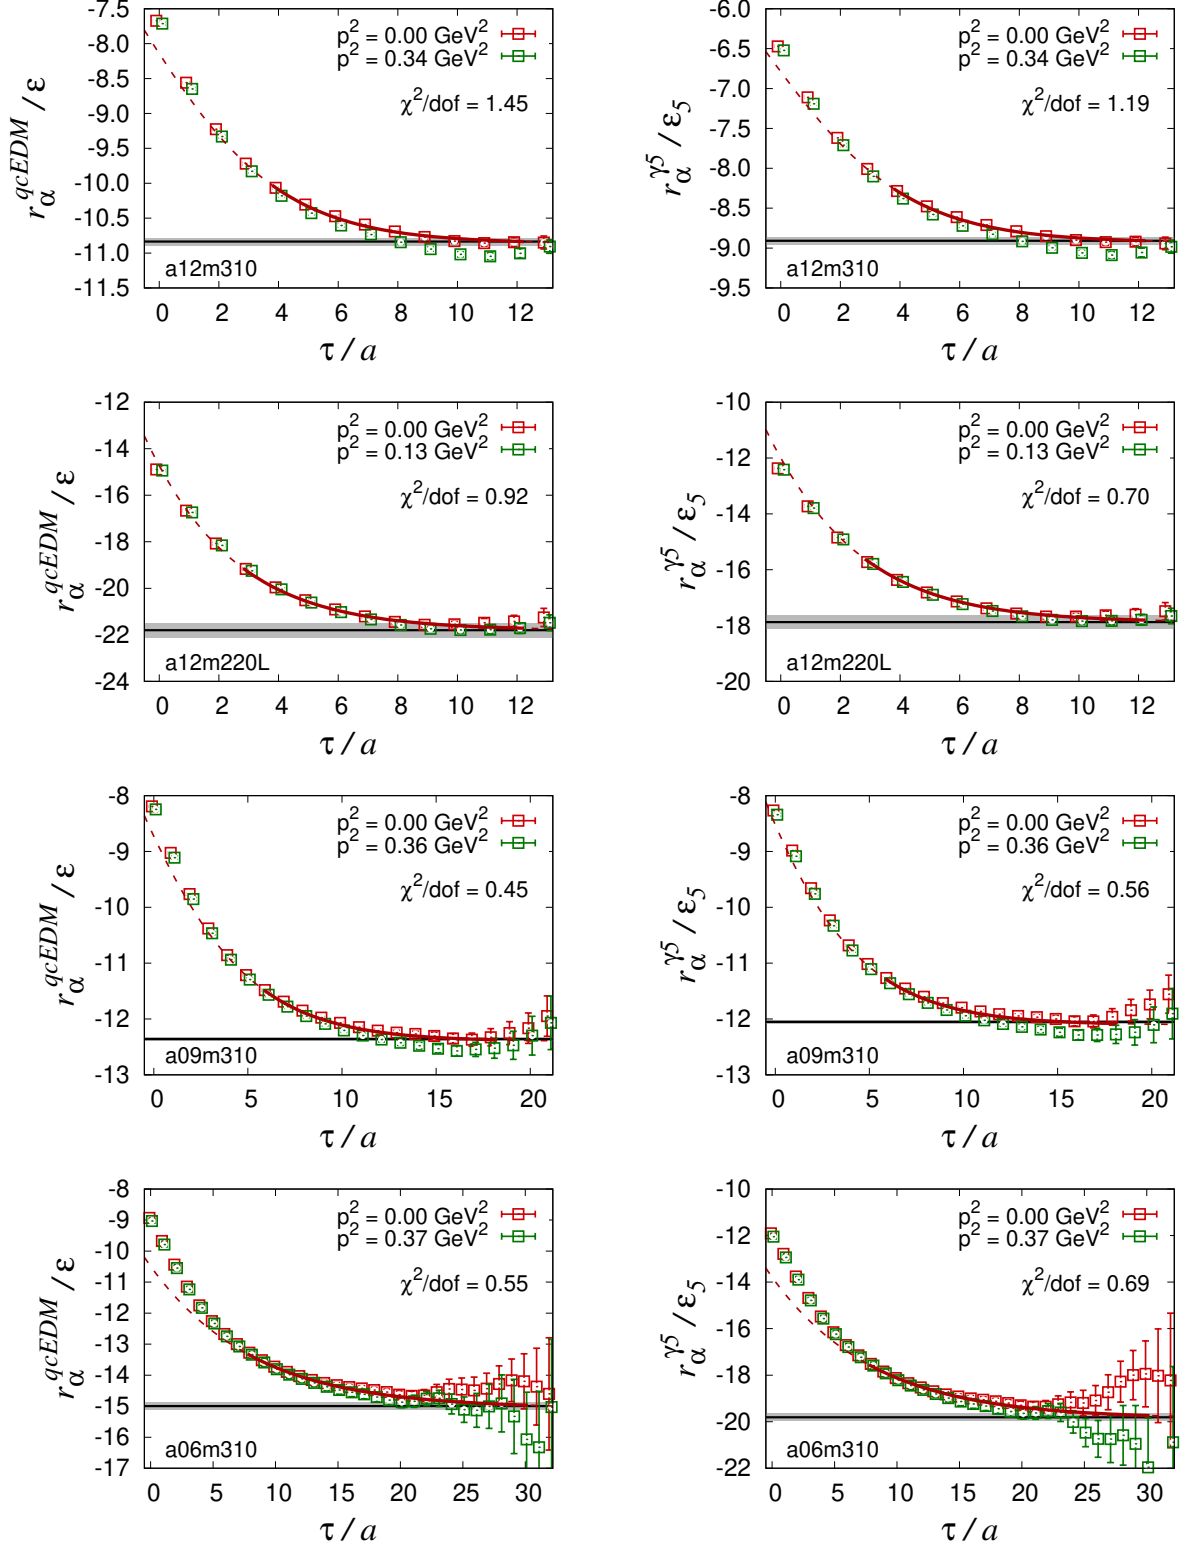 -7.5
-8.0
-8.5
-9.0
-9.5
-10.0
-10.5
-11.0
-11.5
r_α^{qcEDM} / ε
p² = 0.00 GeV²
p² = 0.34 GeV²
χ²/dof = 1.45
a12m310
0 2 4 6 8 10 12
τ / a
-6.0
-6.5
-7.0
-7.5
-8.0
-8.5
-9.0
-9.5
r_α^{γ5} / ε₅
p² = 0.00 GeV²
p² = 0.34 GeV²
χ²/dof = 1.19
a12m310
0 2 4 6 8 10 12
τ / a
-12
-14
-16
-18
-20
-22
-24
r_α^{qcEDM} / ε
p² = 0.00 GeV²
p² = 0.13 GeV²
χ²/dof = 0.92
a12m220L
0 2 4 6 8 10 12
τ / a
-10
-12
-14
-16
-18
-20
r_α^{γ5} / ε₅
p² = 0.00 GeV²
p² = 0.13 GeV²
χ²/dof = 0.70
a12m220L
0 2 4 6 8 10 12
τ / a
-8
-9
-10
-11
-12
-13
r_α^{qcEDM} / ε
p² = 0.00 GeV²
p² = 0.36 GeV²
χ²/dof = 0.45
a09m310
0 5 10 15 20
τ / a
-8
-9
-10
-11
-12
-13
r_α^{γ5} / ε₅
p² = 0.00 GeV²
p² = 0.36 GeV²
χ²/dof = 0.56
a09m310
0 5 10 15 20
τ / a
-8
-9
-10
-11
-12
-13
-14
-15
-16
-17
r_α^{qcEDM} / ε
p² = 0.00 GeV²
p² = 0.37 GeV²
χ²/dof = 0.55
a06m310
0 5 10 15 20 25 30
τ / a
-10
-12
-14
-16
-18
-20
-22
r_α^{γ5} / ε₅
p² = 0.00 GeV²
p² = 0.37 GeV²
χ²/dof = 0.69
a06m310
0 5 10 15 20 25 30
τ / a